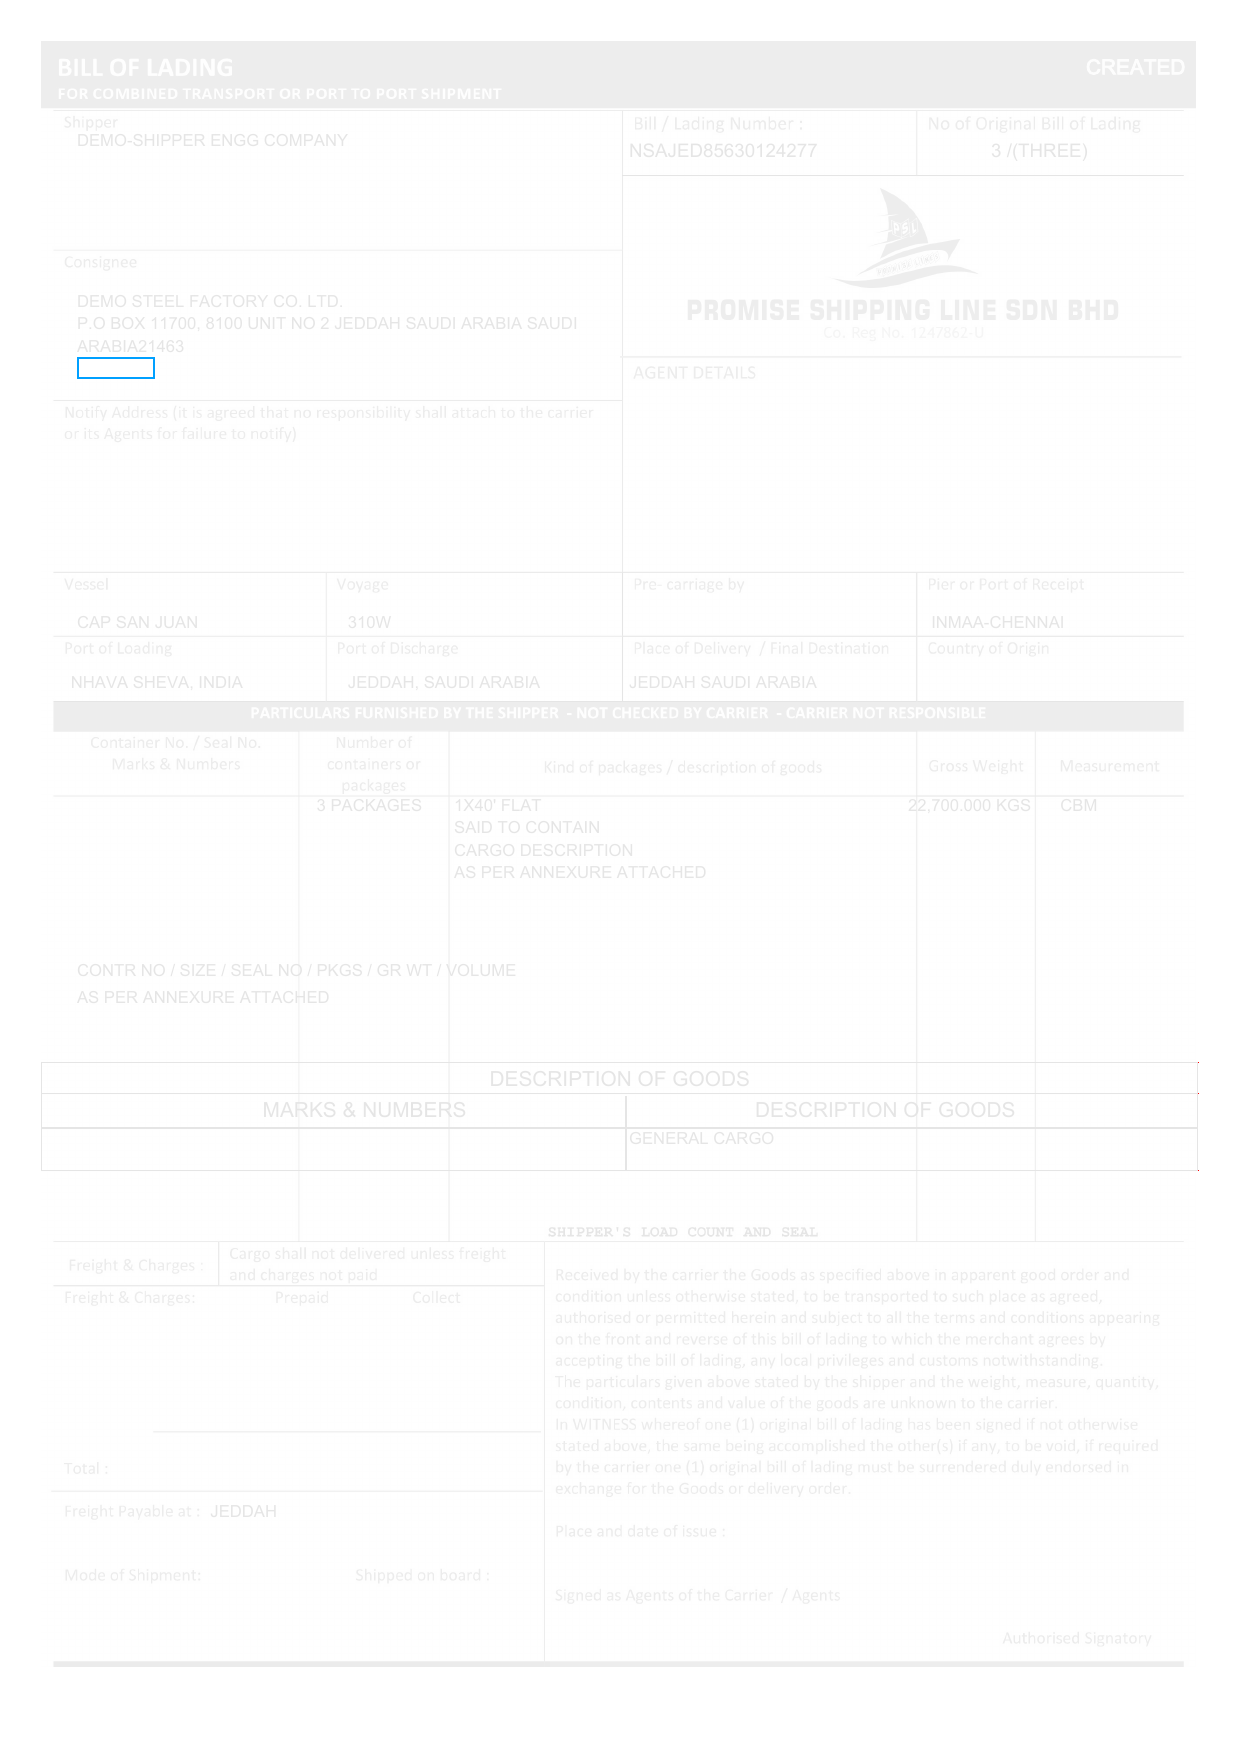 BILL OF LADING
CREATED
FOR COMBINED TRANSPORT OR PORT TO PORT SHIPMENT
Shipper
DEMO-SHIPPER ENGG COMPANY
Bill / Lading Number :
NSAJED85630124277
No of Original Bill of Lading
3 /(THREE)
PSL
SHIPPING LINES
PROMISE SHIPPING LINE SDN BHD
Co. Reg No. 1247862-U
Consignee
DEMO STEEL FACTORY CO. LTD.
P.O BOX 11700, 8100 UNIT NO 2 JEDDAH SAUDI ARABIA SAUDI
ARABIA21463
AGENT DETAILS
Notify Address (it is agreed that no responsibility shall attach to the carrier
or its Agents for failure to notify)
Vessel
CAP SAN JUAN
Voyage
310W
Pre- carriage by
Pier or Port of Receipt
INMAA-CHENNAI
Port of Loading
NHAVA SHEVA, INDIA
Port of Discharge
JEDDAH, SAUDI ARABIA
Place of Delivery / Final Destination
JEDDAH SAUDI ARABIA
Country of Origin
PARTICULARS FURNISHED BY THE SHIPPER - NOT CHECKED BY CARRIER - CARRIER NOT RESPONSIBLE
Container No. / Seal No.
Marks & Numbers
Number of
containers or
packages
Kind of packages / description of goods
Gross Weight
Measurement
3 PACKAGES
1X40' FLAT
22,700.000 KGS
CBM
SAID TO CONTAIN
CARGO DESCRIPTION
AS PER ANNEXURE ATTACHED
CONTR NO / SIZE / SEAL NO / PKGS / GR WT / VOLUME
AS PER ANNEXURE ATTACHED
DESCRIPTION OF GOODS
MARKS & NUMBERS
DESCRIPTION OF GOODS
GENERAL CARGO
SHIPPER'S LOAD COUNT AND SEAL
Freight & Charges :
Cargo shall not delivered unless freight
and charges not paid
Freight & Charges:
Prepaid
Collect
Total :
Freight Payable at : JEDDAH
Mode of Shipment:
Shipped on board :
Received by the carrier the Goods as specified above in apparent good order and
condition unless otherwise stated, to be transported to such place as agreed,
authorised or permitted herein and subject to all the terms and conditions appearing
on the front and reverse of this bill of lading to which the merchant agrees by
accepting the bill of lading, any local privileges and customs notwithstanding.
The particulars given above stated by the shipper and the weight, measure, quantity,
condition, contents and value of the goods are unknown to the carrier.
In WITNESS whereof one (1) original bill of lading has been signed if not otherwise
stated above, the same being accomplished the other(s) if any, to be void, if required
by the carrier one (1) original bill of lading must be surrendered duly endorsed in
exchange for the Goods or delivery order.
Place and date of issue :
Signed as Agents of the Carrier / Agents
Authorised Signatory